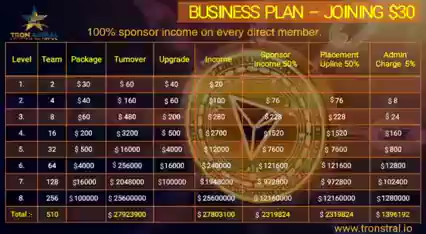 BUSINESS PLAN - JOINING $30
TRON ASTRAL
100% sponsor income on every direct member.
Level Team Package Turnover Upgrade Income Sponsor Income 50% Placement Upline 50% Admin Charge 5%
1. 2 $30 $60 $40 $20
2. 4 $40 $160 $60 $100 $76 $76 $8
3. 8 $60 $480 $200 $280 $228 $228 $24
4. 16 $200 $3200 $500 $2700 $1520 $1520 $160
5. 32 $500 $16000 $4000 $12000 $7600 $7600 $800
6. 64 $4000 $256000 $16000 $240000 $121600 $121600 $12800
7. 128 $16000 $2048000 $100000 $1948000 $972800 $972800 $102400
8. 256 $100000 $25600000 $25600000 $12160000 $12160000 $1280000
Total :- 510 $27923900 $27803100 $2319824 $2319824 $1396192
www.tronstral.io